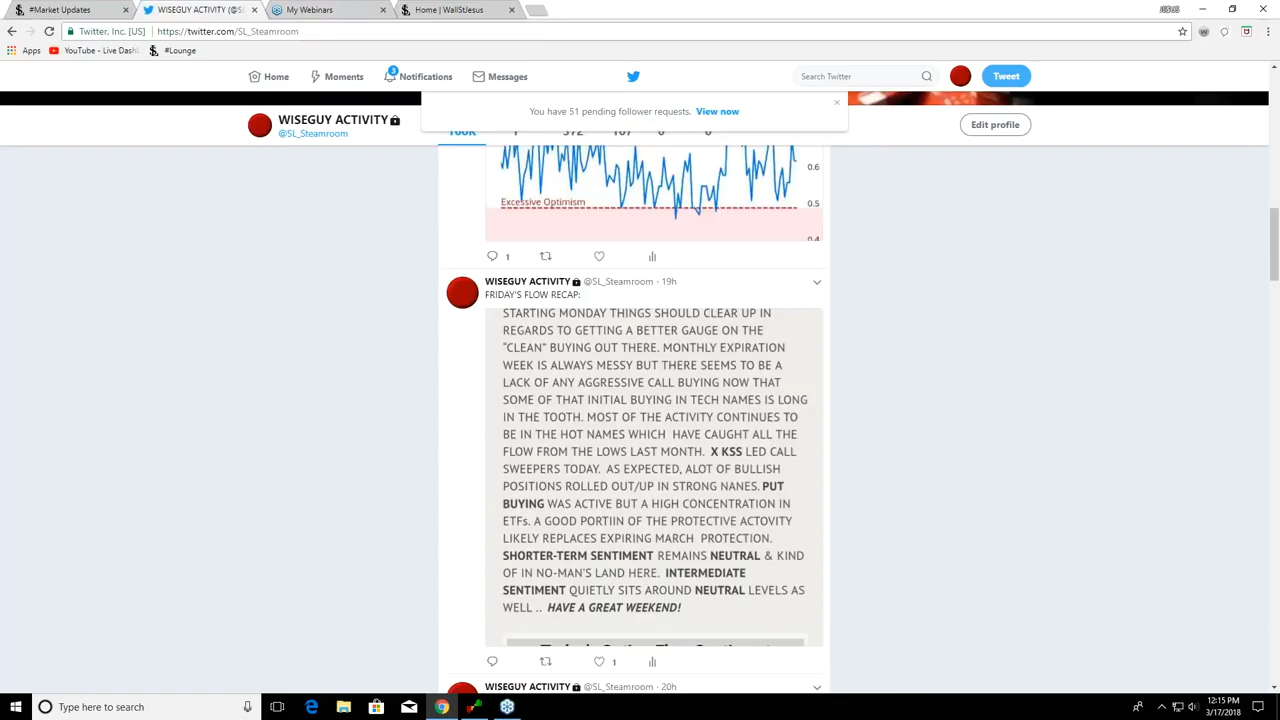 #Market Updates
WISEGUY ACTIVITY (@SL
My Webinars
Home | WallStJesus
JESUS
Twitter, Inc. [US] | https://twitter.com/SL_Steamroom
Apps
YouTube - Live Dashb
#Lounge
Home
Moments
3
Notifications
Messages
Search Twitter
Tweet
You have 51 pending follower requests. View now
WISEGUY ACTIVITY
@SL_Steamroom
Edit profile
0.6
Excessive Optimism
0.5
0.4
1
WISEGUY ACTIVITY @SL_Steamroom · 19h
FRIDAY'S FLOW RECAP:
STARTING MONDAY THINGS SHOULD CLEAR UP IN
REGARDS TO GETTING A BETTER GAUGE ON THE
"CLEAN" BUYING OUT THERE. MONTHLY EXPIRATION
WEEK IS ALWAYS MESSY BUT THERE SEEMS TO BE A
LACK OF ANY AGGRESSIVE CALL BUYING NOW THAT
SOME OF THAT INITIAL BUYING IN TECH NAMES IS LONG
IN THE TOOTH. MOST OF THE ACTIVITY CONTINUES TO
BE IN THE HOT NAMES WHICH HAVE CAUGHT ALL THE
FLOW FROM THE LOWS LAST MONTH. X KSS LED CALL
SWEEPERS TODAY. AS EXPECTED, ALOT OF BULLISH
POSITIONS ROLLED OUT/UP IN STRONG NANES. PUT
BUYING WAS ACTIVE BUT A HIGH CONCENTRATION IN
ETFs. A GOOD PORTIIN OF THE PROTECTIVE ACTOVITY
LIKELY REPLACES EXPIRING MARCH PROTECTION.
SHORTER-TERM SENTIMENT REMAINS NEUTRAL & KIND
OF IN NO-MAN'S LAND HERE. INTERMEDIATE
SENTIMENT QUIETLY SITS AROUND NEUTRAL LEVELS AS
WELL .. HAVE A GREAT WEEKEND!
1
WISEGUY ACTIVITY @SL_Steamroom · 20h
Type here to search
12:15 PM
3/17/2018